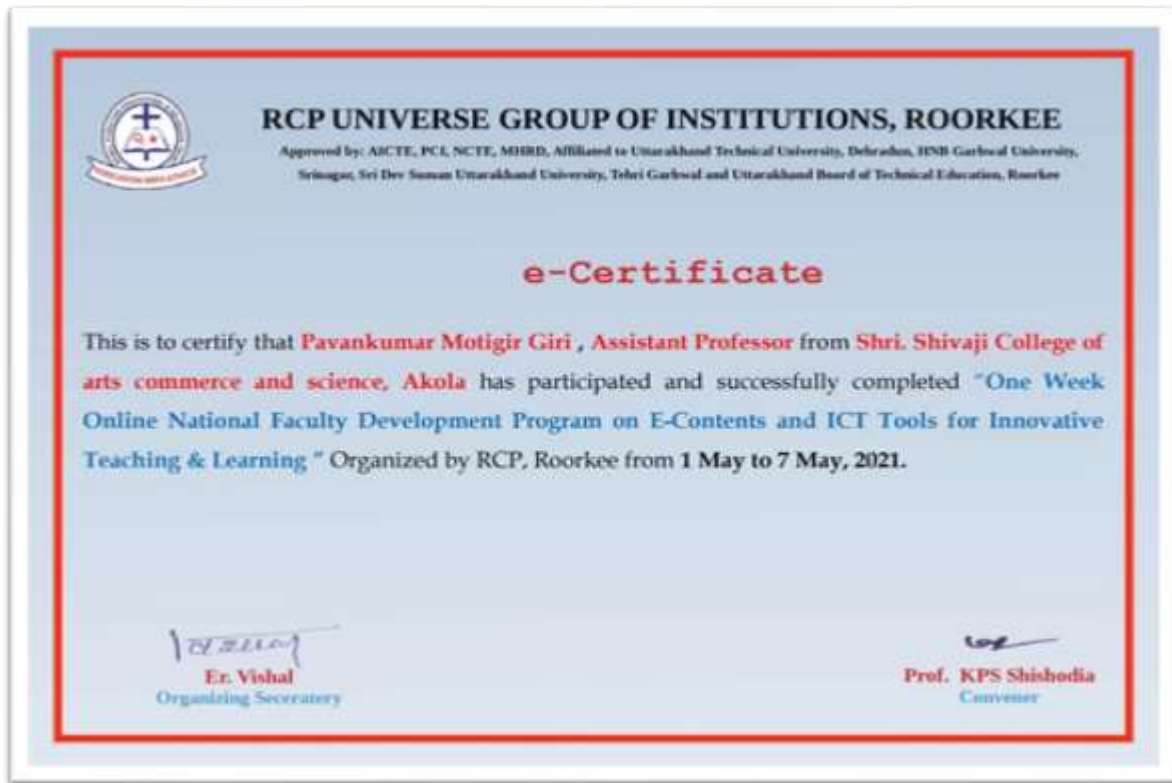 RCP UNIVERSE GROUP OF INSTITUTIONS, ROORKEE
Approved by: AICTE, PCI, NCTE, MHRD, Affiliated to Uttarakhand Technical University, Dehradun, HNB Garhwal University,
Srinagar, Sri Dev Suman Uttarakhand University, Tehri Garhwal and Uttarakhand Board of Technical Education, Roorkee
e-Certificate
This is to certify that Pavankumar Motigir Giri , Assistant Professor from Shri. Shivaji College of
arts commerce and science, Akola has participated and successfully completed "One Week
Online National Faculty Development Program on E-Contents and ICT Tools for Innovative
Teaching & Learning " Organized by RCP, Roorkee from 1 May to 7 May, 2021.
Er. Vishal
Organizing Seceratery
Prof. KPS Shishodia
Convener